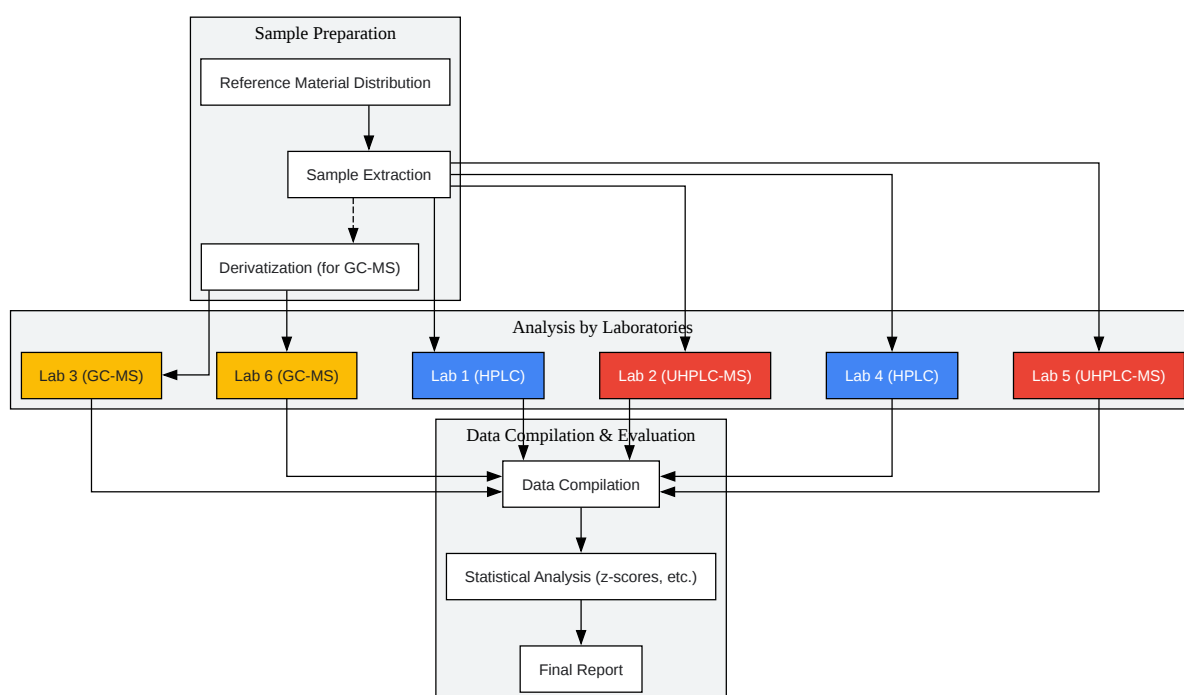 Sample Preparation
Reference Material Distribution
Sample Extraction
Derivatization (for GC-MS)
Analysis by Laboratories
Lab 3 (GC-MS)
Lab 6 (GC-MS)
Lab 1 (HPLC)
Lab 2 (UHPLC-MS)
Lab 4 (HPLC)
Lab 5 (UHPLC-MS)
Data Compilation & Evaluation
Data Compilation
Statistical Analysis (z-scores, etc.)
Final Report